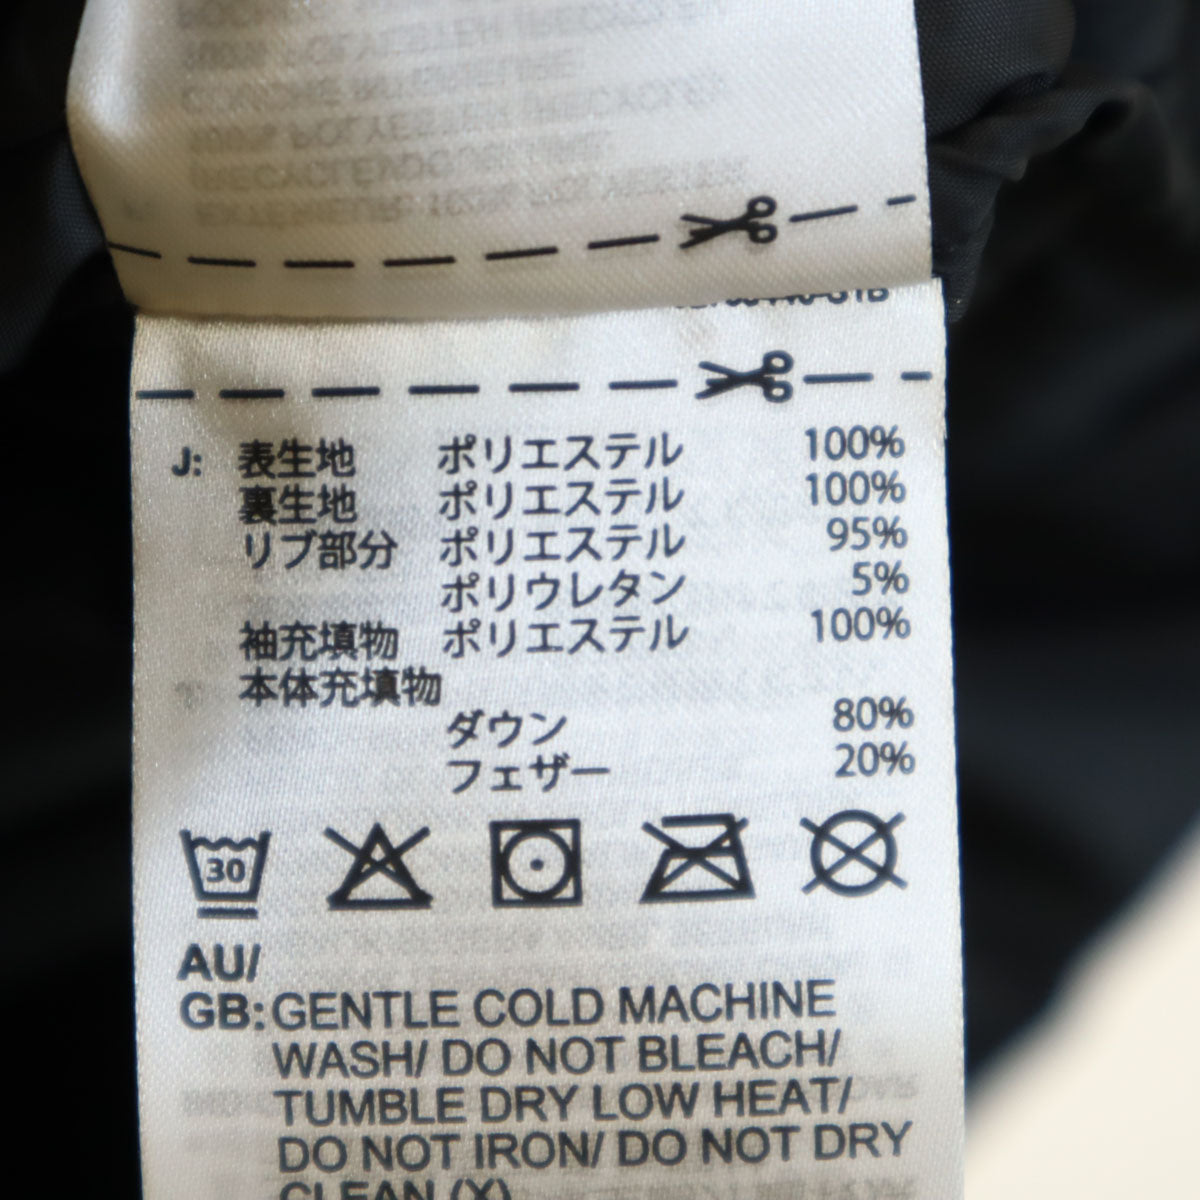 J: 表生地 ポリエステル 100%
裏生地 ポリエステル 100%
リブ部分 ポリエステル 95%
ポリウレタン 5%
袖充填物 ポリエステル 100%
本体充填物
ダウン 80%
フェザー 20%
30
AU/
GB: GENTLE COLD MACHINE
WASH/ DO NOT BLEACH/
TUMBLE DRY LOW HEAT/
DO NOT IRON/ DO NOT DRY
CLEAN (X)